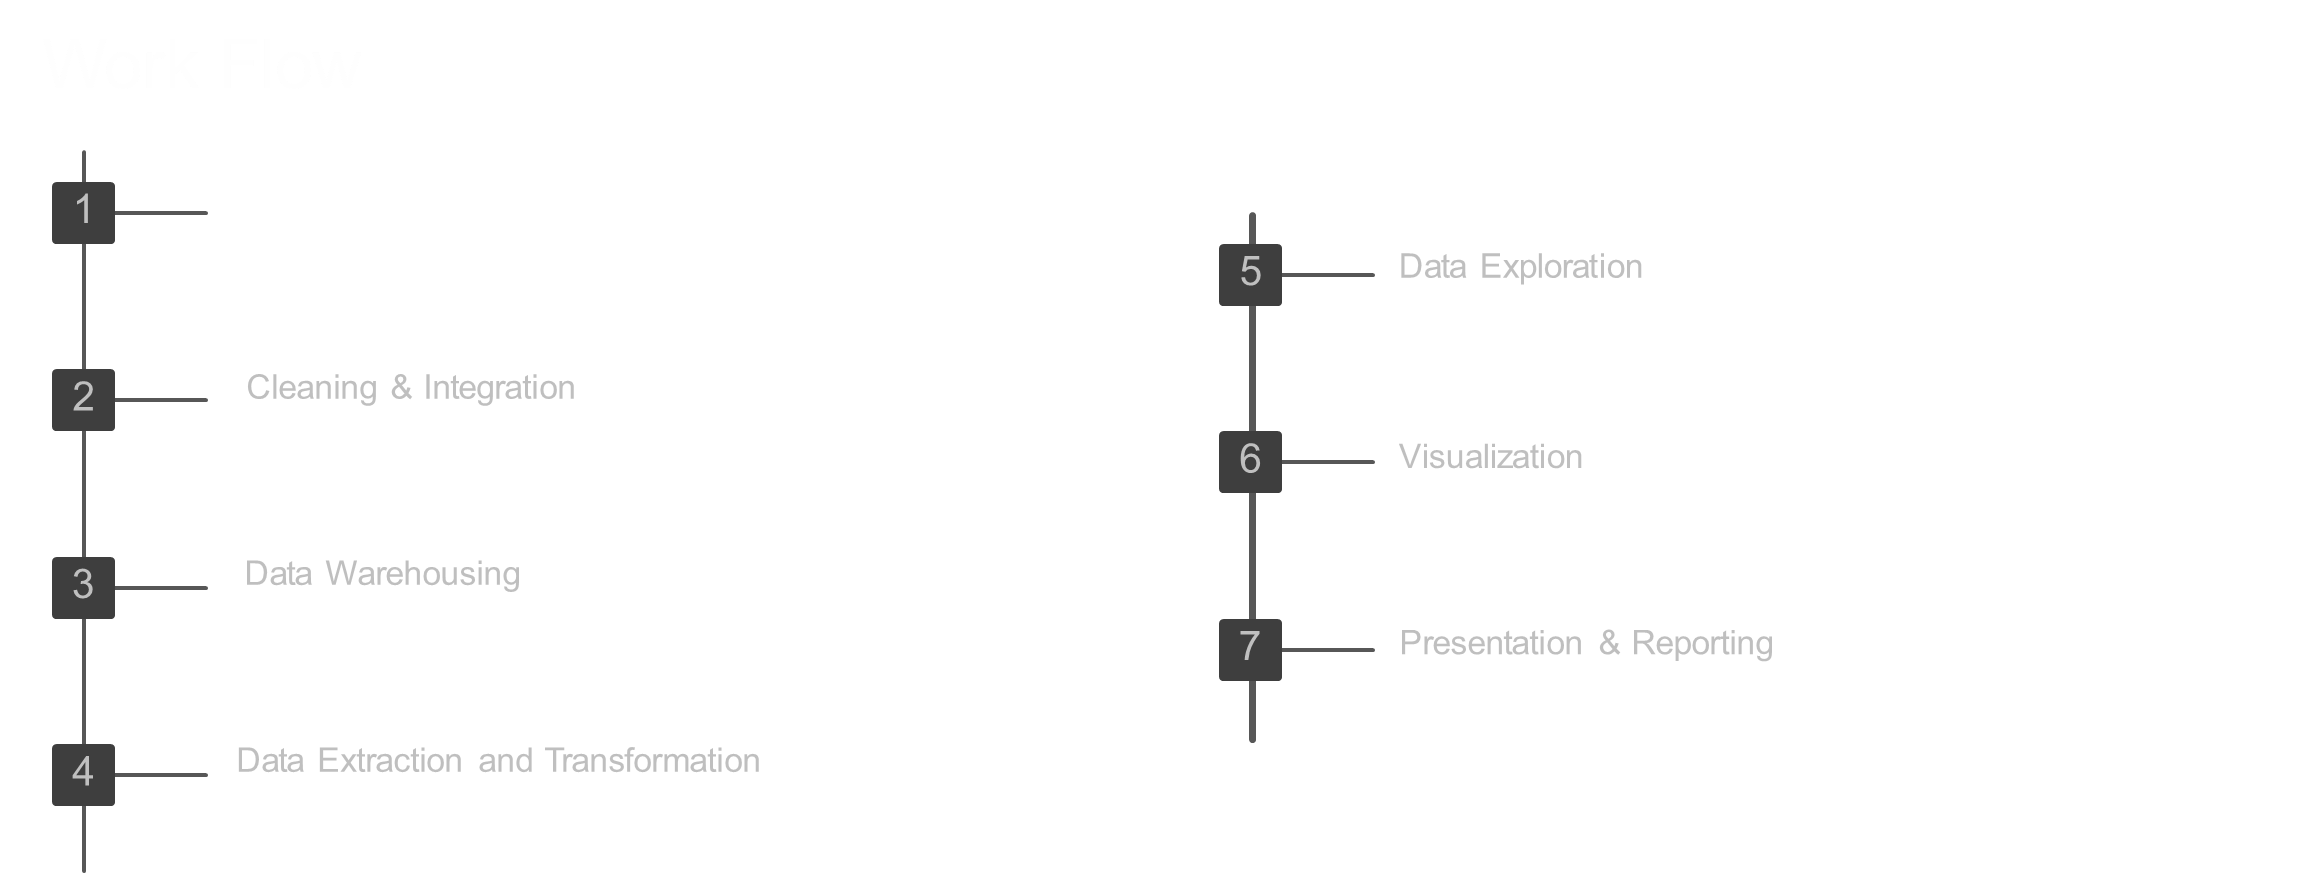 Work Flow
1
2
Cleaning & Integration
3
Data Warehousing
4
Data Extraction and Transformation
5
Data Exploration
6
Visualization
7
Presentation & Reporting